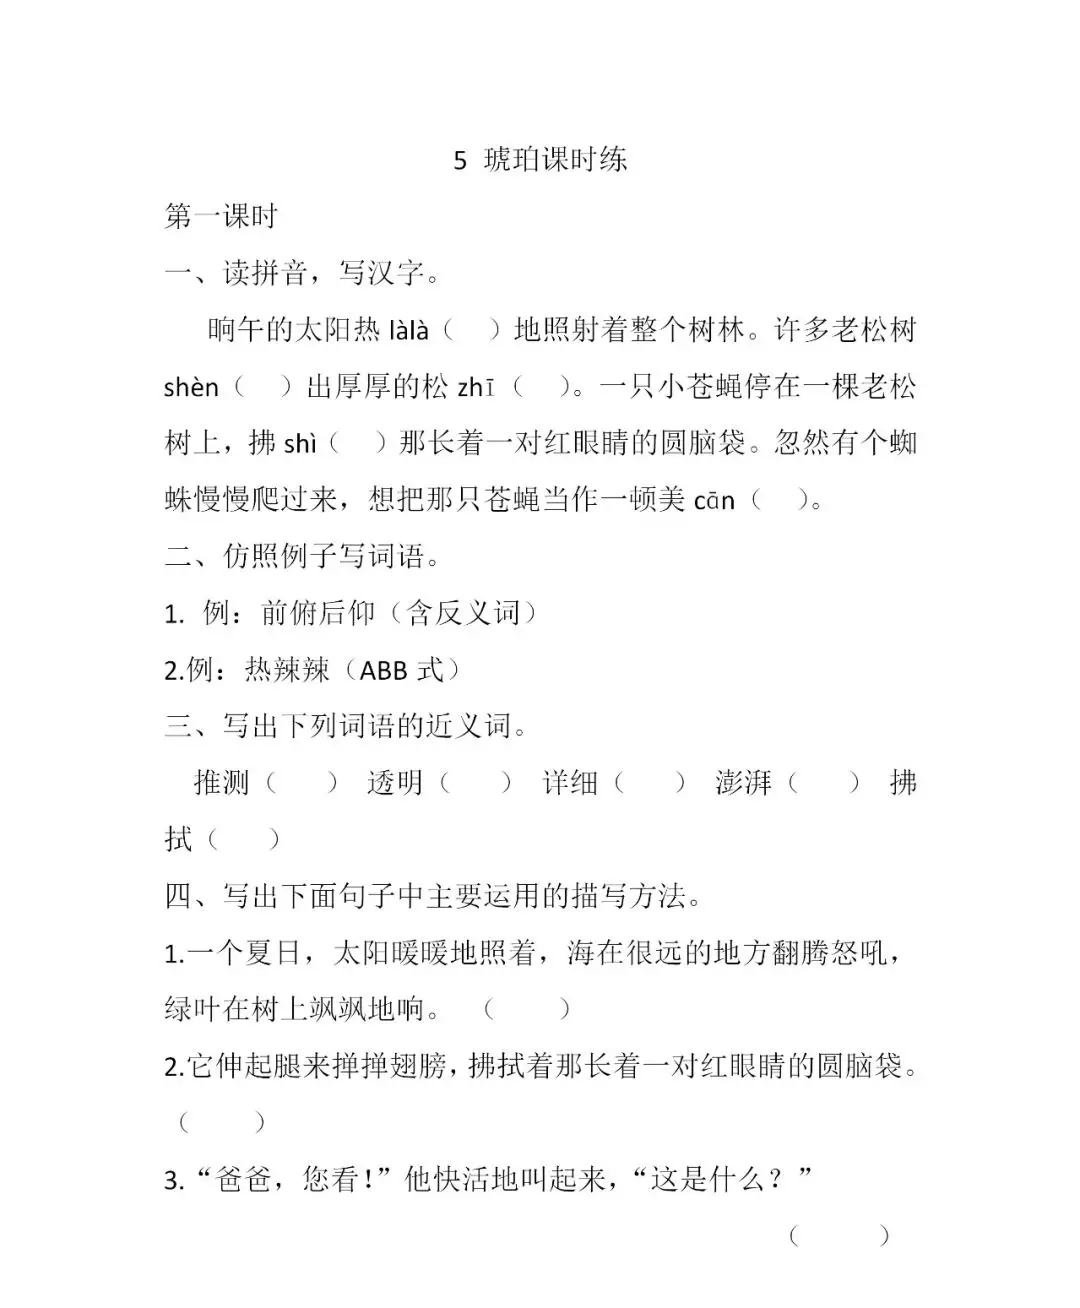 5 琥珀课时练
第一课时
一、读拼音，写汉字。
晌午的太阳热 làlà（ ）地照射着整个树林。许多老松树
shèn（ ）出厚厚的松 zhī（ ）。一只小苍蝇停在一棵老松
树上，拂 shì（ ）那长着一对红眼睛的圆脑袋。忽然有个蜘
蛛慢慢爬过来，想把那只苍蝇当作一顿美 cān（ ）。
二、仿照例子写词语。
1. 例：前俯后仰（含反义词）
2.例：热辣辣（ABB 式）
三、写出下列词语的近义词。
推测（ ） 透明（ ） 详细（ ） 澎湃（ ） 拂
拭（ ）
四、写出下面句子中主要运用的描写方法。
1.一个夏日，太阳暖暖地照着，海在很远的地方翻腾怒吼，
绿叶在树上飒飒地响。 （ ）
2.它伸起腿来掸掸翅膀，拂拭着那长着一对红眼睛的圆脑袋。
（ ）
3.“爸爸，您看！”他快活地叫起来，“这是什么？”
（ ）